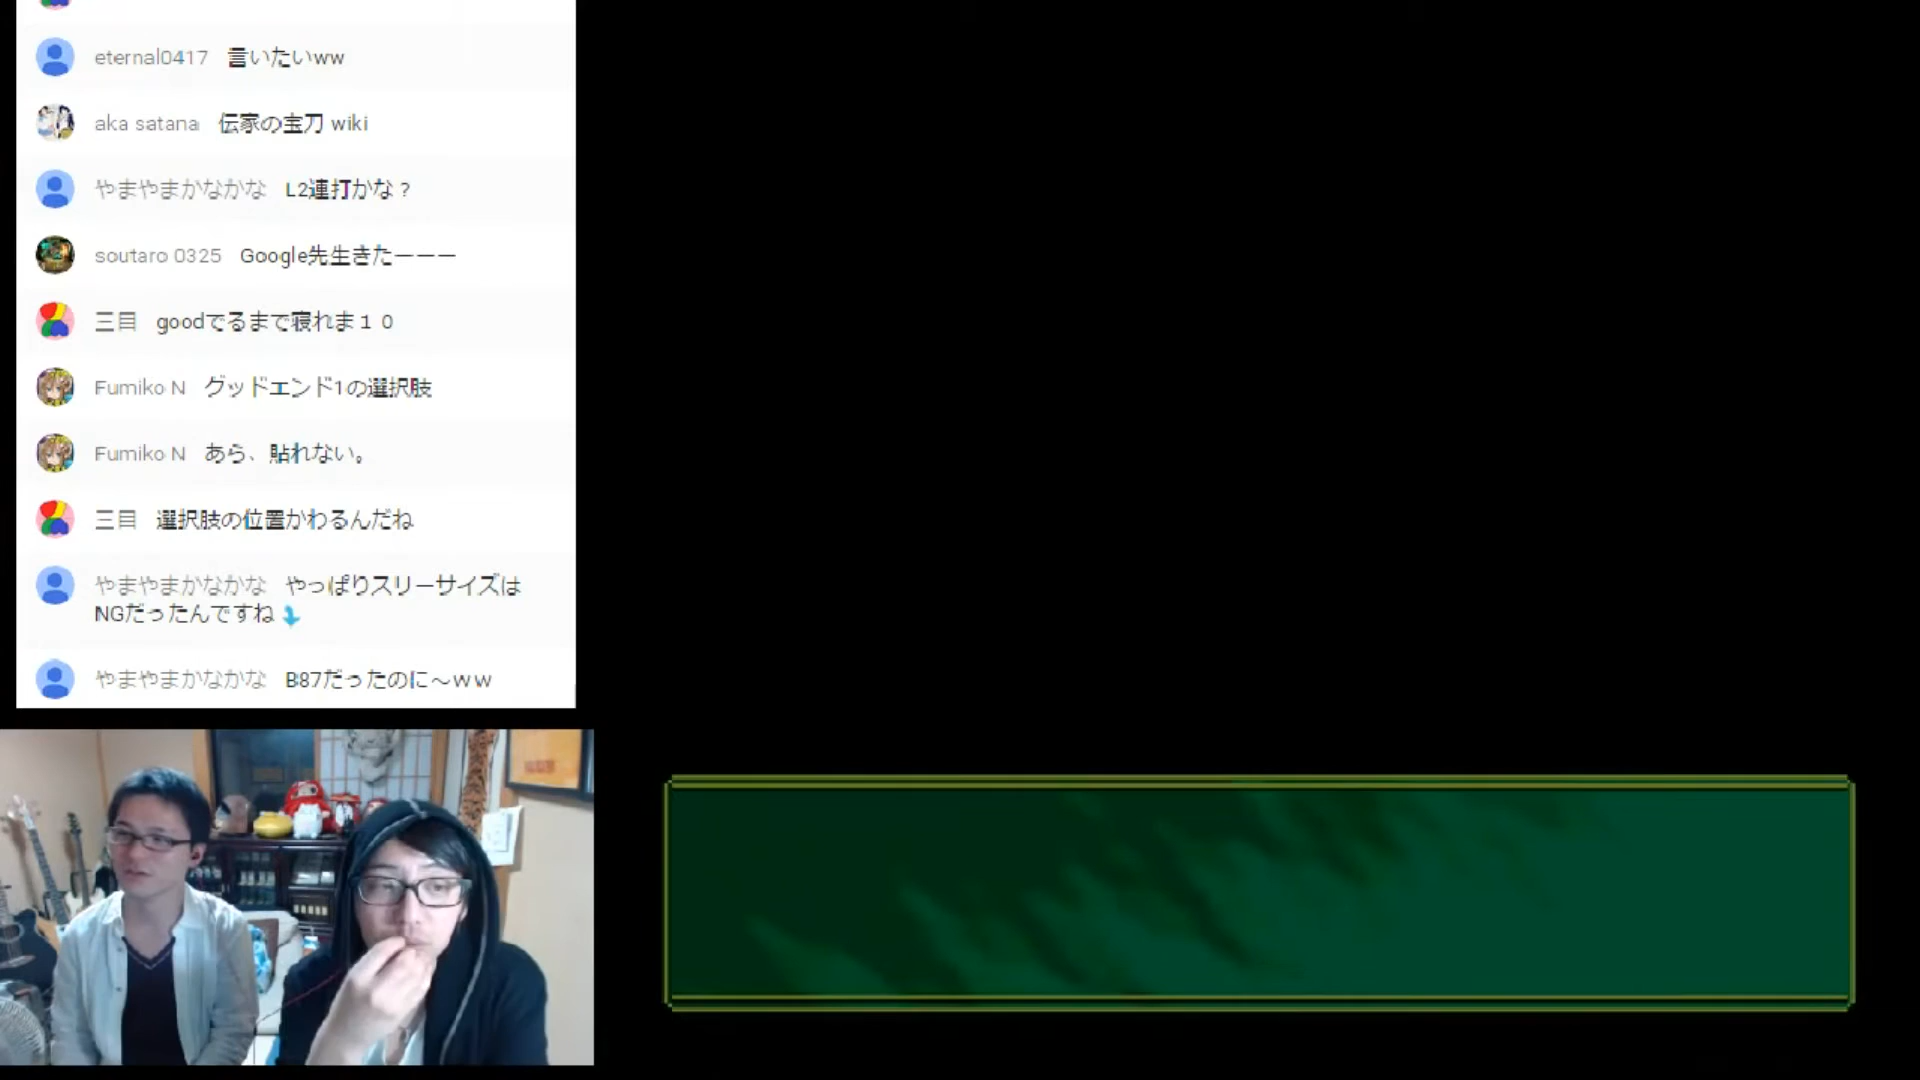 eternal0417 言いたいww
aka satana 伝家の宝刀 wiki
やまやまかなかな L2連打かな？
soutaro 0325 Google先生きたーーー
三目 goodでるまで寝れま１０
Fumiko N グッドエンド1の選択肢
Fumiko N あら、貼れない。
三目 選択肢の位置かわるんだね
やまやまかなかな やっぱりスリーサイズは
NGだったんですね
やまやまかなかな B87だったのに～ww